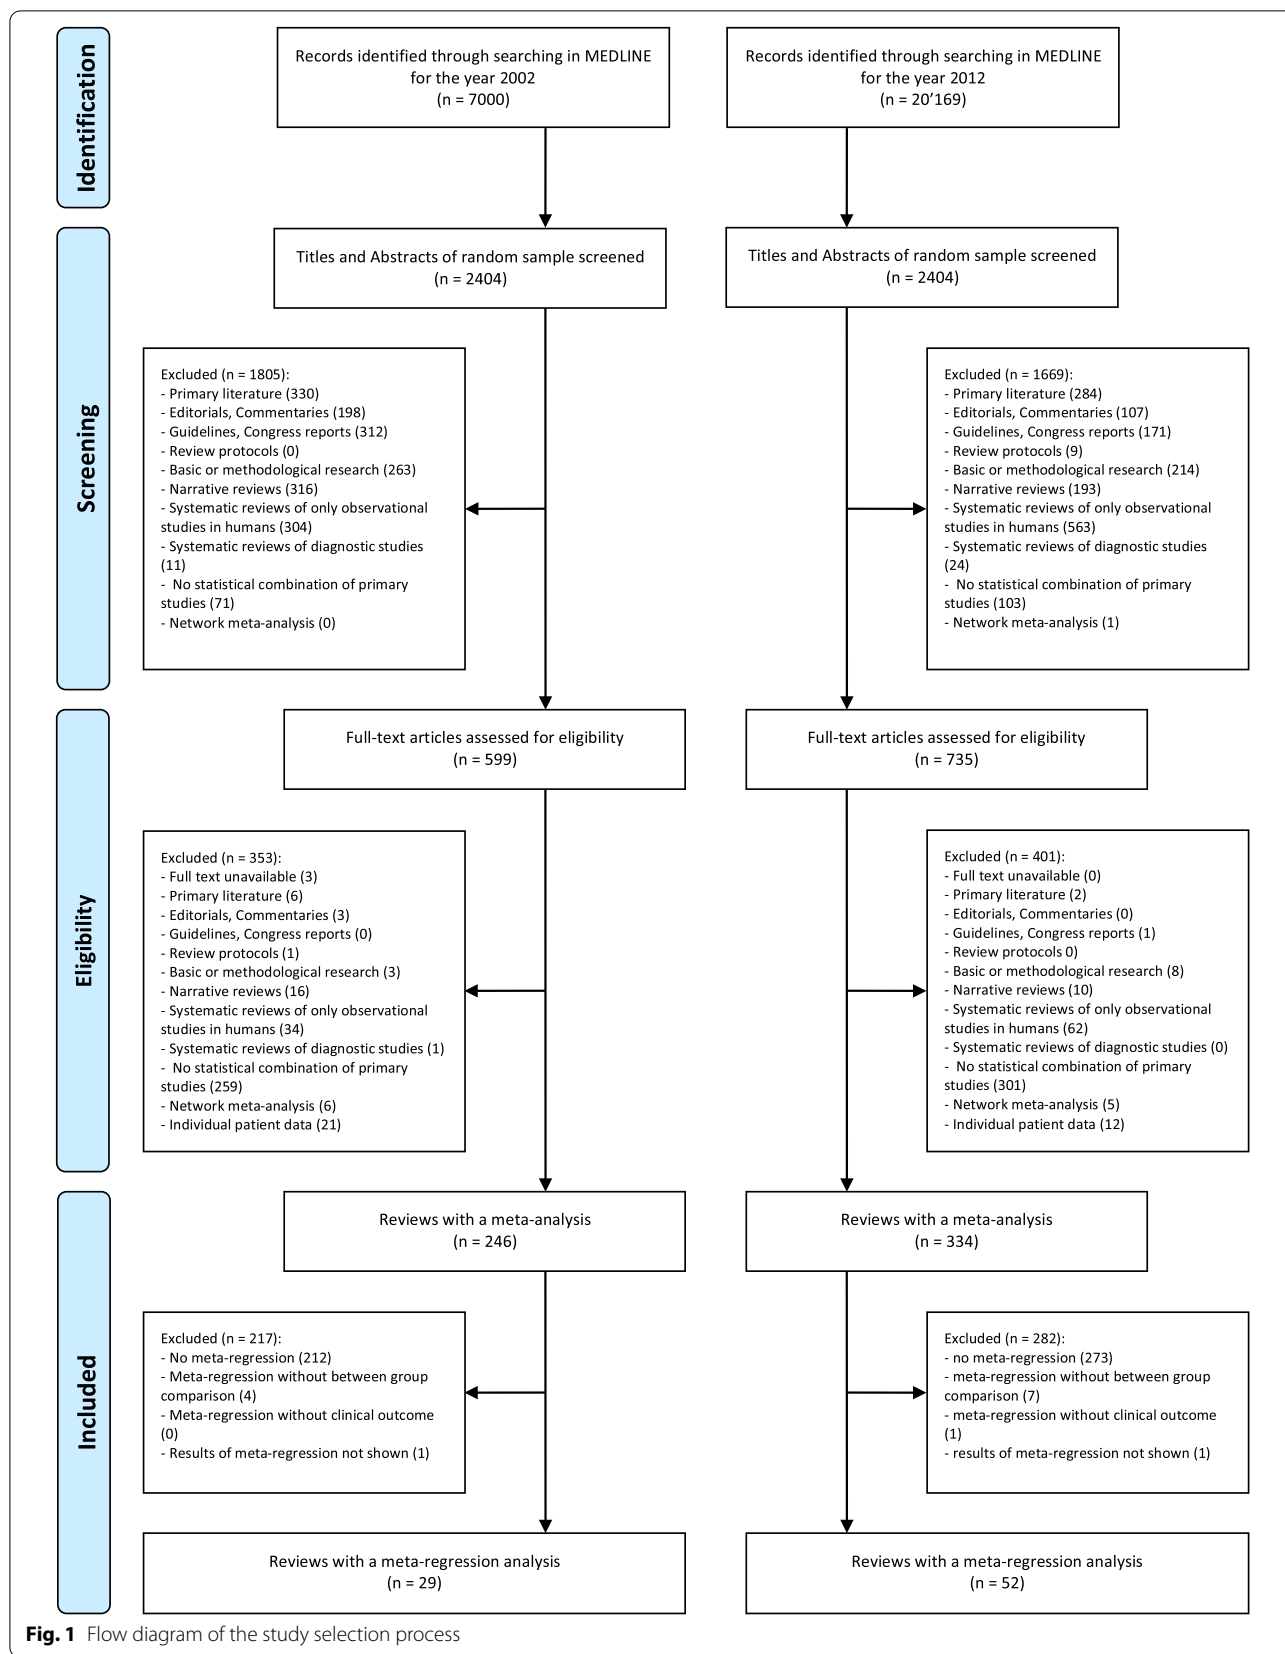 Identification
Records identified through searching in MEDLINE
for the year 2002
(n = 7000)
Records identified through searching in MEDLINE
for the year 2012
(n = 20’169)
Screening
Titles and Abstracts of random sample screened
(n = 2404)
Titles and Abstracts of random sample screened
(n = 2404)
Excluded (n = 1805):
- Primary literature (330)
- Editorials, Commentaries (198)
- Guidelines, Congress reports (312)
- Review protocols (0)
- Basic or methodological research (263)
- Narrative reviews (316)
- Systematic reviews of only observational
studies in humans (304)
- Systematic reviews of diagnostic studies
(11)
- No statistical combination of primary
studies (71)
- Network meta-analysis (0)
Excluded (n = 1669):
- Primary literature (284)
- Editorials, Commentaries (107)
- Guidelines, Congress reports (171)
- Review protocols (9)
- Basic or methodological research (214)
- Narrative reviews (193)
- Systematic reviews of only observational
studies in humans (563)
- Systematic reviews of diagnostic studies
(24)
- No statistical combination of primary
studies (103)
- Network meta-analysis (1)
Eligibility
Full-text articles assessed for eligibility
(n = 599)
Full-text articles assessed for eligibility
(n = 735)
Excluded (n = 353):
- Full text unavailable (3)
- Primary literature (6)
- Editorials, Commentaries (3)
- Guidelines, Congress reports (0)
- Review protocols (1)
- Basic or methodological research (3)
- Narrative reviews (16)
- Systematic reviews of only observational
studies in humans (34)
- Systematic reviews of diagnostic studies (1)
- No statistical combination of primary
studies (259)
- Network meta-analysis (6)
- Individual patient data (21)
Excluded (n = 401):
- Full text unavailable (0)
- Primary literature (2)
- Editorials, Commentaries (0)
- Guidelines, Congress reports (1)
- Review protocols 0)
- Basic or methodological research (8)
- Narrative reviews (10)
- Systematic reviews of only observational
studies in humans (62)
- Systematic reviews of diagnostic studies (0)
- No statistical combination of primary
studies (301)
- Network meta-analysis (5)
- Individual patient data (12)
Included
Reviews with a meta-analysis
(n = 246)
Reviews with a meta-analysis
(n = 334)
Excluded (n = 217):
- No meta-regression (212)
- Meta-regression without between group
comparison (4)
- Meta-regression without clinical outcome
(0)
- Results of meta-regression not shown (1)
Excluded (n = 282):
- no meta-regression (273)
- meta-regression without between group
comparison (7)
- meta-regression without clinical outcome
(1)
- results of meta-regression not shown (1)
Reviews with a meta-regression analysis
(n = 29)
Reviews with a meta-regression analysis
(n = 52)
Fig. 1 Flow diagram of the study selection process